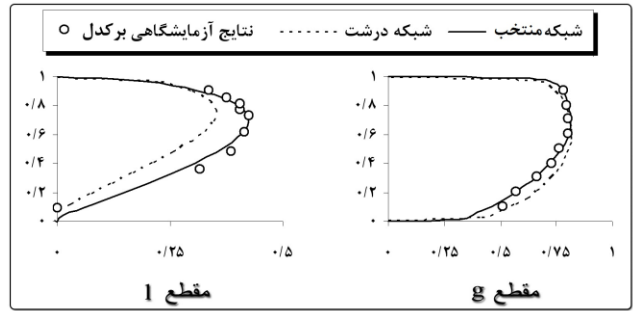 شبکه منتخب شبکه درشت نتایج آزمایشگاهی برکدل
۱
۰/۸
۰/۶
۰/۴
۰/۲
۰
۰ ۰/۲۵ ۰/۵
مقطع l
۱
۰/۸
۰/۶
۰/۴
۰/۲
۰
۰ ۰/۲۵ ۰/۵ ۰/۷۵ ۱
مقطع g